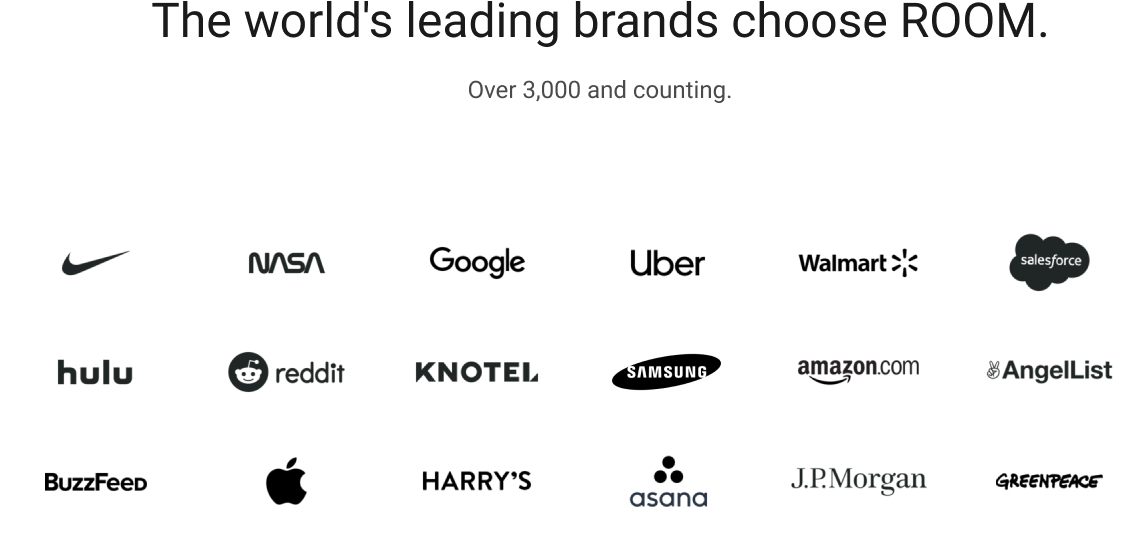 The world's leading brands choose ROOM.
Over 3,000 and counting.
NASA Google Uber Walmart salesforce
hulu reddit KNOTEL SAMSUNG amazon.com AngelList
BuzzFeed HARRY'S asana J.P.Morgan GREENPEACE